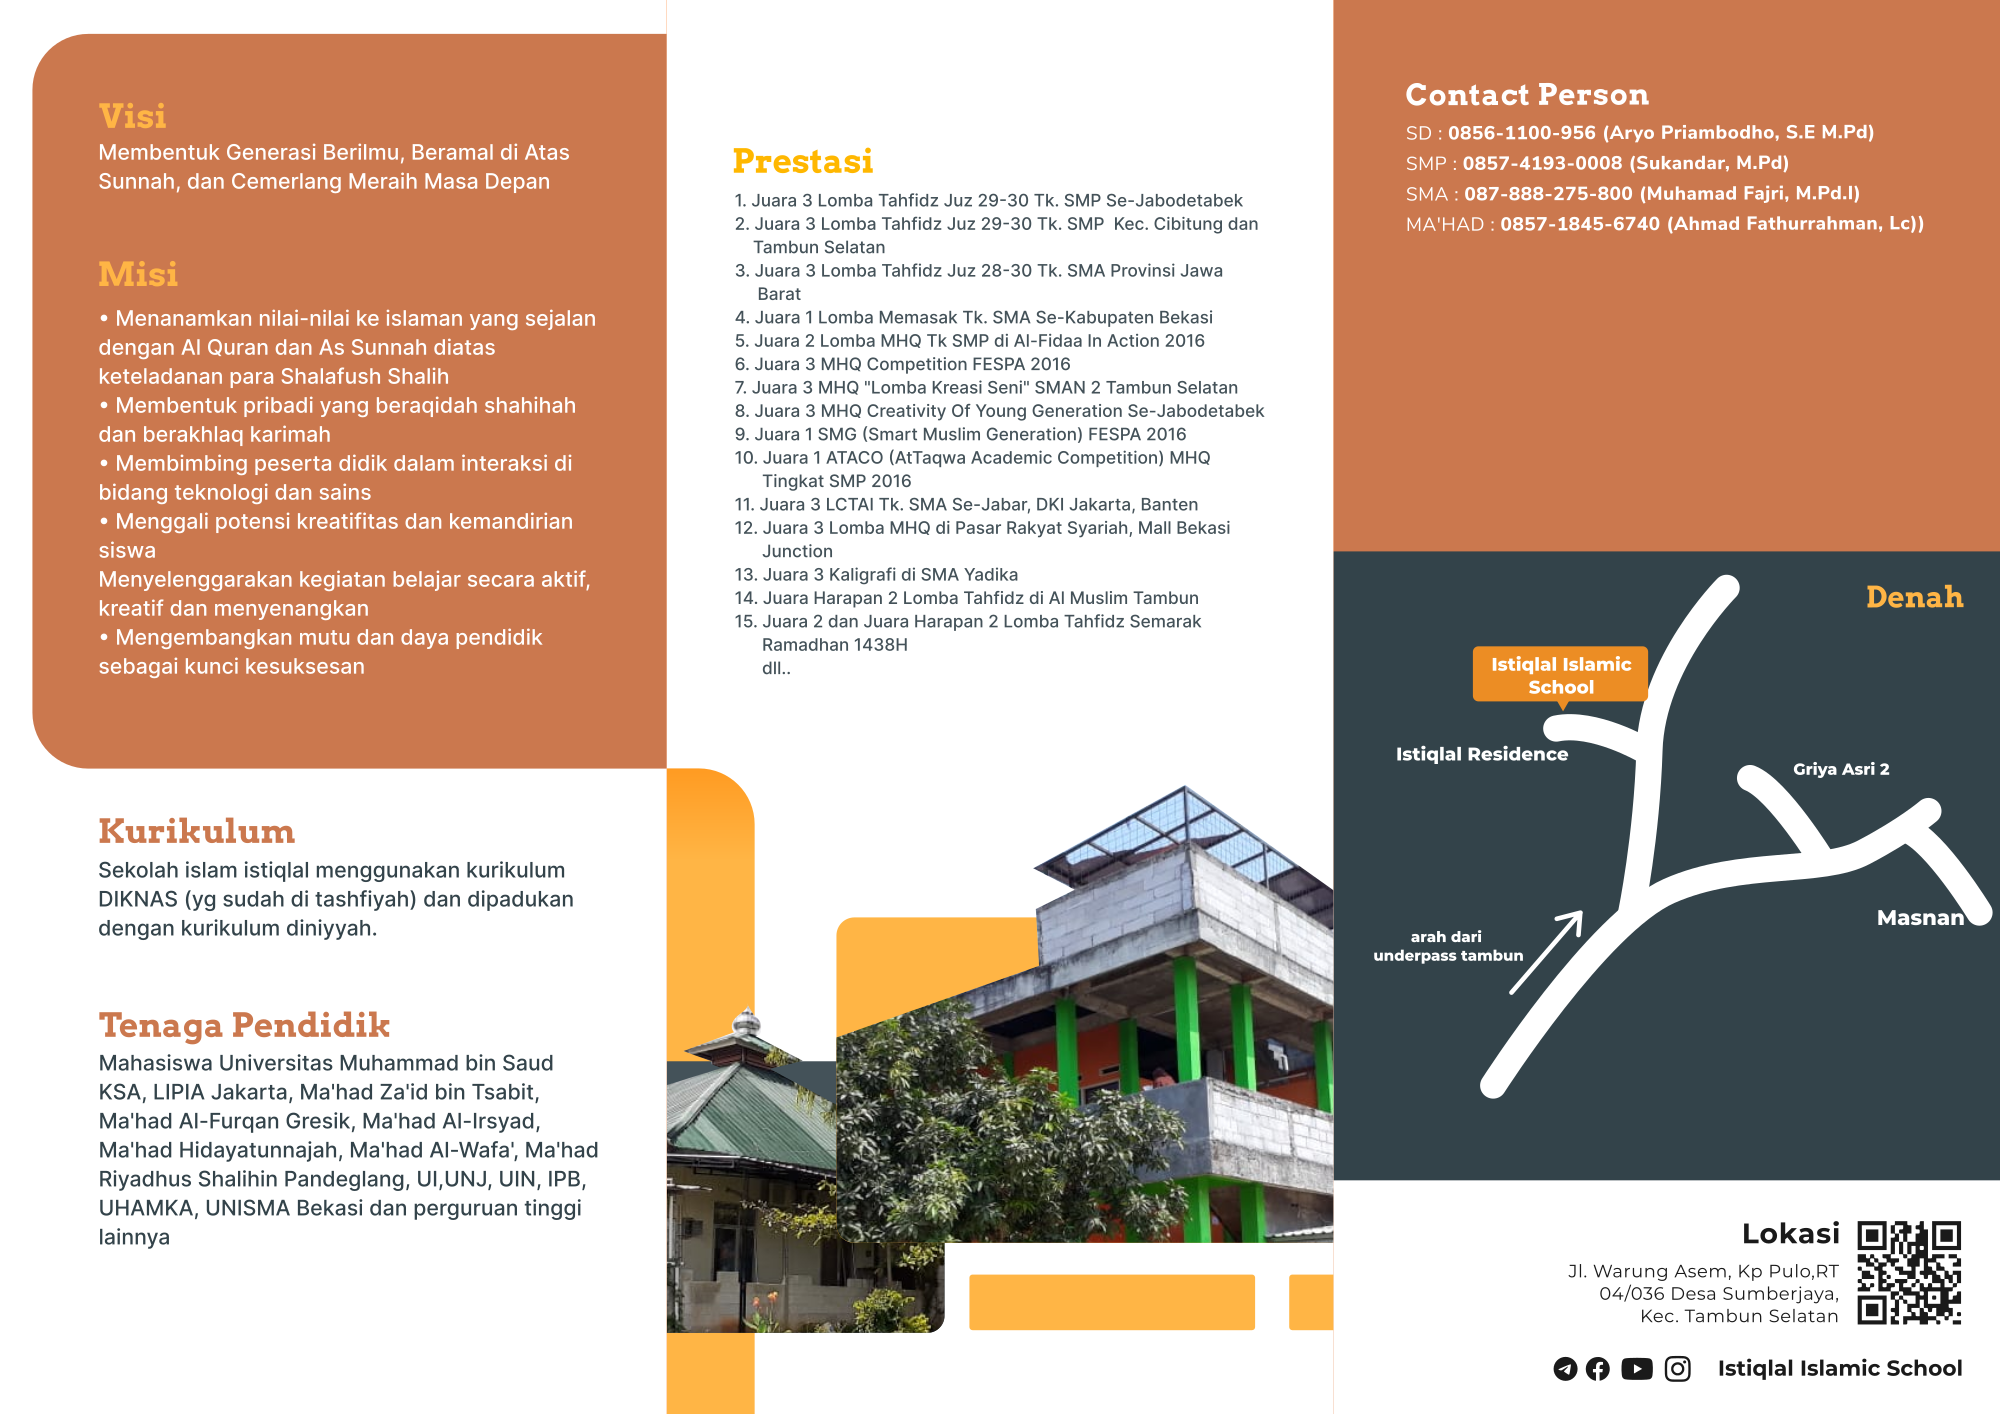 Visi
Membentuk Generasi Berilmu, Beramal di Atas
Sunnah, dan Cemerlang Meraih Masa Depan
Misi
• Menanamkan nilai-nilai ke islaman yang sejalan
dengan Al Quran dan As Sunnah diatas
keteladanan para Shalafush Shalih
• Membentuk pribadi yang beraqidah shahihah
dan berakhlaq karimah
• Membimbing peserta didik dalam interaksi di
bidang teknologi dan sains
• Menggali potensi kreatifitas dan kemandirian
siswa
Menyelenggarakan kegiatan belajar secara aktif,
kreatif dan menyenangkan
• Mengembangkan mutu dan daya pendidik
sebagai kunci kesuksesan
Kurikulum
Sekolah islam istiqlal menggunakan kurikulum
DIKNAS (yg sudah di tashfiyah) dan dipadukan
dengan kurikulum diniyyah.
Tenaga Pendidik
Mahasiswa Universitas Muhammad bin Saud
KSA, LIPIA Jakarta, Ma'had Za'id bin Tsabit,
Ma'had Al-Furqan Gresik, Ma'had Al-Irsyad,
Ma'had Hidayatunnajah, Ma'had Al-Wafa', Ma'had
Riyadhus Shalihin Pandeglang, UI,UNJ, UIN, IPB,
UHAMKA, UNISMA Bekasi dan perguruan tinggi
lainnya
Prestasi
1. Juara 3 Lomba Tahfidz Juz 29-30 Tk. SMP Se-Jabodetabek
2. Juara 3 Lomba Tahfidz Juz 29-30 Tk. SMP Kec. Cibitung dan
Tambun Selatan
3. Juara 3 Lomba Tahfidz Juz 28-30 Tk. SMA Provinsi Jawa
Barat
4. Juara 1 Lomba Memasak Tk. SMA Se-Kabupaten Bekasi
5. Juara 2 Lomba MHQ Tk SMP di Al-Fidaa In Action 2016
6. Juara 3 MHQ Competition FESPA 2016
7. Juara 3 MHQ "Lomba Kreasi Seni" SMAN 2 Tambun Selatan
8. Juara 3 MHQ Creativity Of Young Generation Se-Jabodetabek
9. Juara 1 SMG (Smart Muslim Generation) FESPA 2016
10. Juara 1 ATACO (AtTaqwa Academic Competition) MHQ
Tingkat SMP 2016
11. Juara 3 LCTAI Tk. SMA Se-Jabar, DKI Jakarta, Banten
12. Juara 3 Lomba MHQ di Pasar Rakyat Syariah, Mall Bekasi
Junction
13. Juara 3 Kaligrafi di SMA Yadika
14. Juara Harapan 2 Lomba Tahfidz di Al Muslim Tambun
15. Juara 2 dan Juara Harapan 2 Lomba Tahfidz Semarak
Ramadhan 1438H
dll..
Contact Person
SD : 0856-1100-956 (Aryo Priambodho, S.E M.Pd)
SMP : 0857-4193-0008 (Sukandar, M.Pd)
SMA : 087-888-275-800 (Muhamad Fajri, M.Pd.I)
MA'HAD : 0857-1845-6740 (Ahmad Fathurrahman, Lc))
Denah
Istiqlal Islamic
School
Istiqlal Residence
Griya Asri 2
Masnan
arah dari
underpass tambun
Lokasi
Jl. Warung Asem, Kp Pulo,RT
04/036 Desa Sumberjaya,
Kec. Tambun Selatan
Istiqlal Islamic School